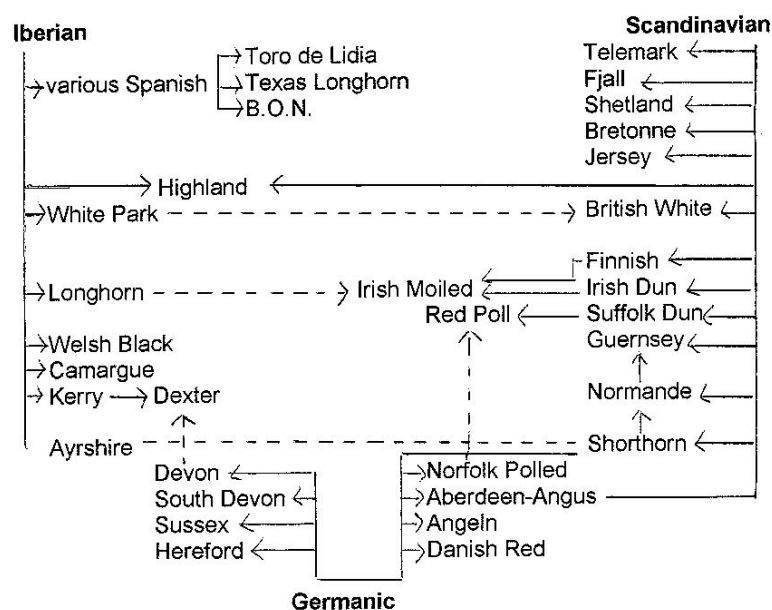 Iberian Scandinavian
Toro de Lidia Telemark
various Spanish Texas Longhorn Fjall
B.O.N. Shetland
Bretonne
Jersey
Highland
White Park British White
Finnish
Longhorn Irish Moiled Irish Dun
Red Poll Suffolk Dun
Welsh Black Guernsey
Camargue
Kerry Dexter Normande
Ayrshire Shorthorn
Devon Norfolk Polled
South Devon Aberdeen-Angus
Sussex Angeln
Hereford Danish Red
Germanic